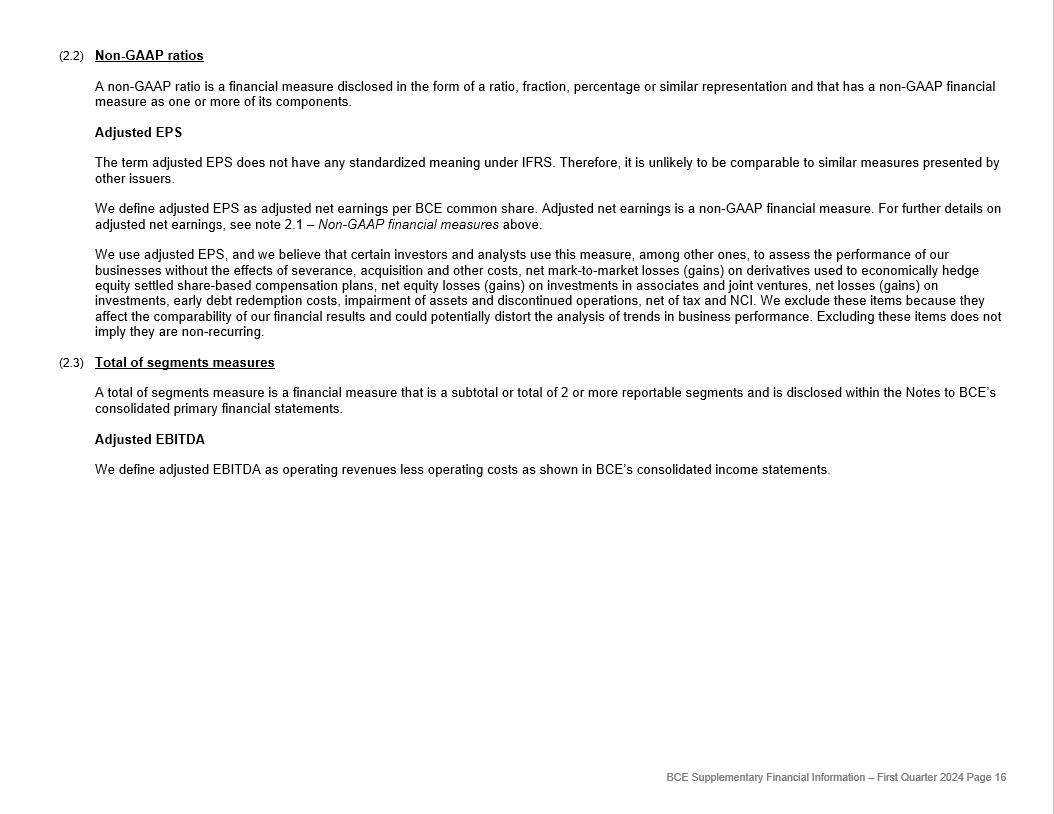 (2.2) Non-GAAP ratios
A non-GAAP ratio is a financial measure disclosed in the form of a ratio, fraction, percentage or similar representation and that has a non-GAAP financial
measure as one or more of its components.
Adjusted EPS
The term adjusted EPS does not have any standardized meaning under IFRS. Therefore, it is unlikely to be comparable to similar measures presented by
other issuers.
We define adjusted EPS as adjusted net earnings per BCE common share. Adjusted net earnings is a non-GAAP financial measure. For further details on
adjusted net earnings, see note 2.1 – Non-GAAP financial measures above.
We use adjusted EPS, and we believe that certain investors and analysts use this measure, among other ones, to assess the performance of our
businesses without the effects of severance, acquisition and other costs, net mark-to-market losses (gains) on derivatives used to economically hedge
equity settled share-based compensation plans, net equity losses (gains) on investments in associates and joint ventures, net losses (gains) on
investments, early debt redemption costs, impairment of assets and discontinued operations, net of tax and NCI. We exclude these items because they
affect the comparability of our financial results and could potentially distort the analysis of trends in business performance. Excluding these items does not
imply they are non-recurring.
(2.3) Total of segments measures
A total of segments measure is a financial measure that is a subtotal or total of 2 or more reportable segments and is disclosed within the Notes to BCE’s
consolidated primary financial statements.
Adjusted EBITDA
We define adjusted EBITDA as operating revenues less operating costs as shown in BCE’s consolidated income statements.
BCE Supplementary Financial Information – First Quarter 2024 Page 16